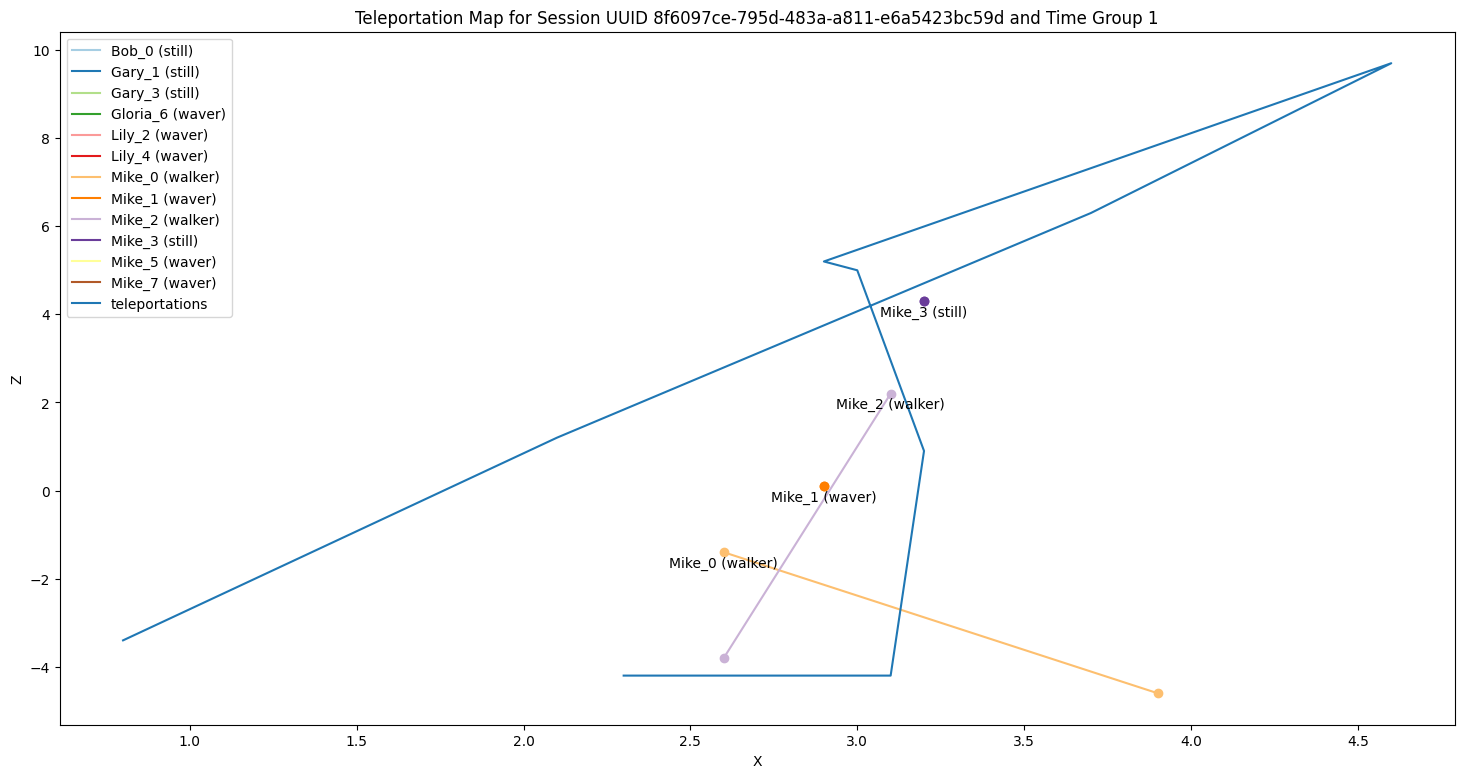 Teleportation Map for Session UUID 8f6097ce-795d-483a-a811-e6a5423bc59d and Time Group 1
Bob_0 (still)
Gary_1 (still)
Gary_3 (still)
Gloria_6 (waver)
Lily_2 (waver)
Lily_4 (waver)
Mike_0 (walker)
Mike_1 (waver)
Mike_2 (walker)
Mike_3 (still)
Mike_5 (waver)
Mike_7 (waver)
teleportations
10
8
6
4
2
0
−2
−4
Z
Mike_3 (still)
Mike_2 (walker)
Mike_1 (waver)
Mike_0 (walker)
1.0 1.5 2.0 2.5 3.0 3.5 4.0 4.5
X